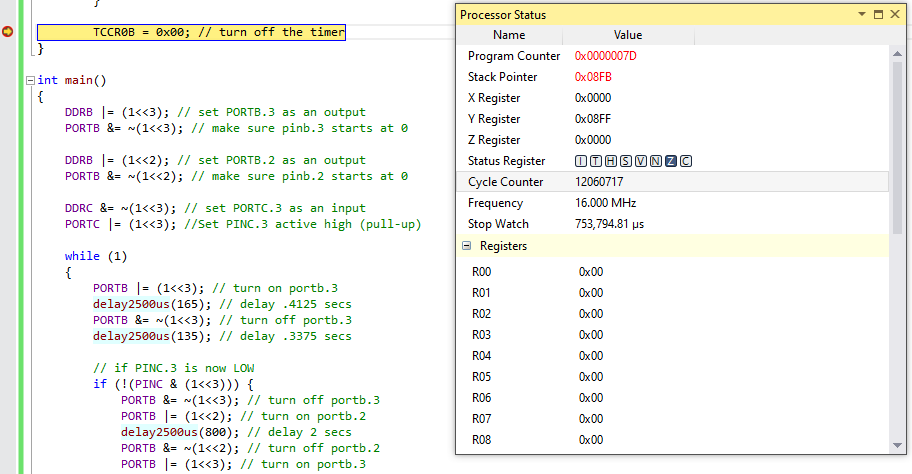 }
TCCR0B = 0x00; // turn off the timer
}
int main()
{
DDRB |= (1<<3); // set PORTB.3 as an output
PORTB &= ~(1<<3); // make sure pinb.3 starts at 0
DDRB |= (1<<2); // set PORTB.2 as an output
PORTB &= ~(1<<2); // make sure pinb.2 starts at 0
DDRC &= ~(1<<3); // Set PORTC.3 as an input
PORTC |= (1<<3); //Set PINC.3 active high (pull-up)
while (1)
{
PORTB |= (1<<3); // turn on portb.3
delay2500us(165); // delay .4125 secs
PORTB &= ~(1<<3); // turn off portb.3
delay2500us(135); // delay .3375 secs
// if PINC.3 is now LOW
if (!(PINC & (1<<3))) {
PORTB &= ~(1<<3); // turn off portb.3
PORTB |= (1<<2); // turn on portb.2
delay2500us(800); // delay 2 secs
PORTB &= ~(1<<2); // turn off portb.2
PORTB |= (1<<3); // turn on portb.3
Processor Status
Name Value
Program Counter 0x0000007D
Stack Pointer 0x08FB
X Register 0x0000
Y Register 0x08FF
Z Register 0x0000
Status Register I T H S V N Z C
Cycle Counter 12060717
Frequency 16.000 MHz
Stop Watch 753,794.81 µs
Registers
R00 0x00
R01 0x00
R02 0x00
R03 0x00
R04 0x00
R05 0x00
R06 0x00
R07 0x00
R08 0x00